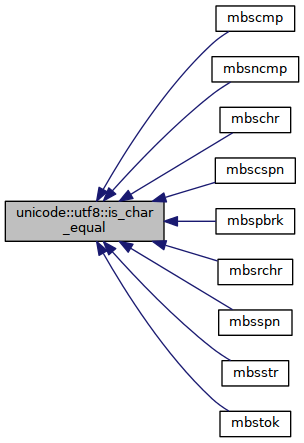 mbscmp
mbsncmp
mbschr
mbscspn
unicode::utf8::is_char
_equal
mbspbrk
mbsrchr
mbsspn
mbsstr
mbstok